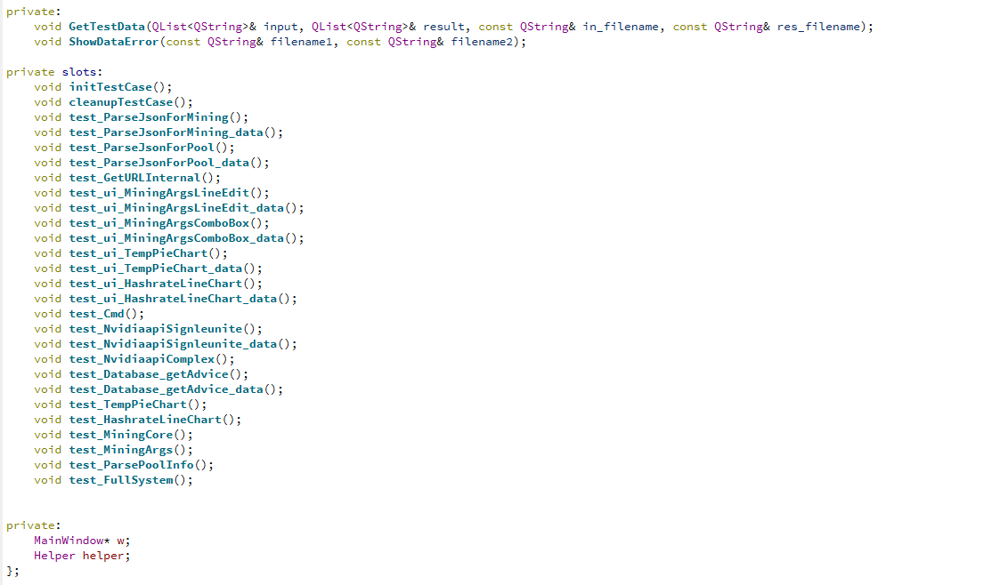 private:
    void GetTestData(QList<QString>& input, QList<QString>& result, const QString& in_filename, const QString& res_filename);
    void ShowDataError(const QString& filename1, const QString& filename2);

private slots:
    void initTestCase();
    void cleanupTestCase();
    void test_ParseJsonForMining();
    void test_ParseJsonForMining_data();
    void test_ParseJsonForPool();
    void test_ParseJsonForPool_data();
    void test_GetURLInternal();
    void test_ui_MiningArgsLineEdit();
    void test_ui_MiningArgsLineEdit_data();
    void test_ui_MiningArgsComboBox();
    void test_ui_MiningArgsComboBox_data();
    void test_ui_TempPieChart();
    void test_ui_TempPieChart_data();
    void test_ui_HashrateLineChart();
    void test_ui_HashrateLineChart_data();
    void test_Cmd();
    void test_NvidiaapiSignleunite();
    void test_NvidiaapiSignleunite_data();
    void test_NvidiaapiComplex();
    void test_Database_getAdvice();
    void test_Database_getAdvice_data();
    void test_TempPieChart();
    void test_HashrateLineChart();
    void test_MiningCore();
    void test_MiningArgs();
    void test_ParsePoolInfo();
    void test_FullSystem();


private:
    MainWindow* w;
    Helper helper;
};